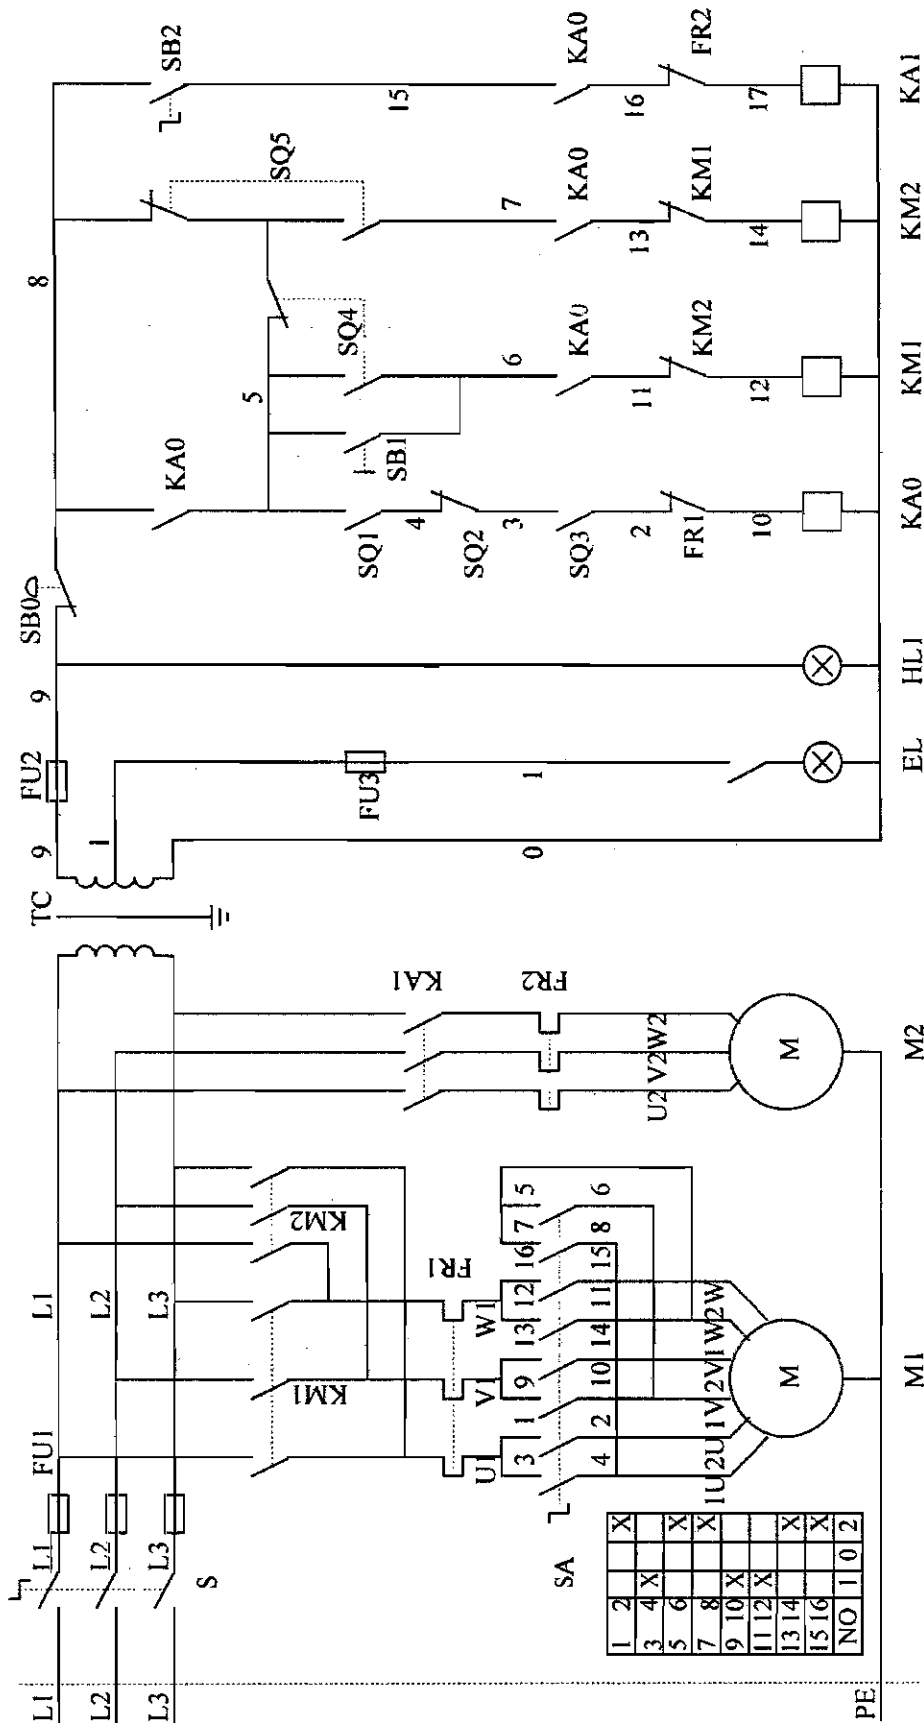 L1
L2
L3
PE
L1
L2
L3
S
FU1
L1
L2
L3
KM1
KM2
FR1
U1
V1
W1
3
1
9
13
12
16
7
5
4
2
10
14
11
15
8
6
SA
1U
2U
1V
2V
1W
2W
M
M1
1 2 X
3 4 X
5 6 X
7 8 X
9 10 X
11 12 X
13 14 X
15 16 X
NO 1 0 2
KA1
FR2
U2
V2
W2
M
M2
TC
9
1
0
FU2
9
FU3
1
EL
HL1
SB0
8
KA0
5
SQ1
4
SQ2
3
SQ3
2
FR1
10
KA0
SB1
SQ4
6
KA0
11
KM2
12
KM1
SQ5
7
KA0
13
KM1
14
KM2
SB2
15
KA0
16
FR2
17
KA1